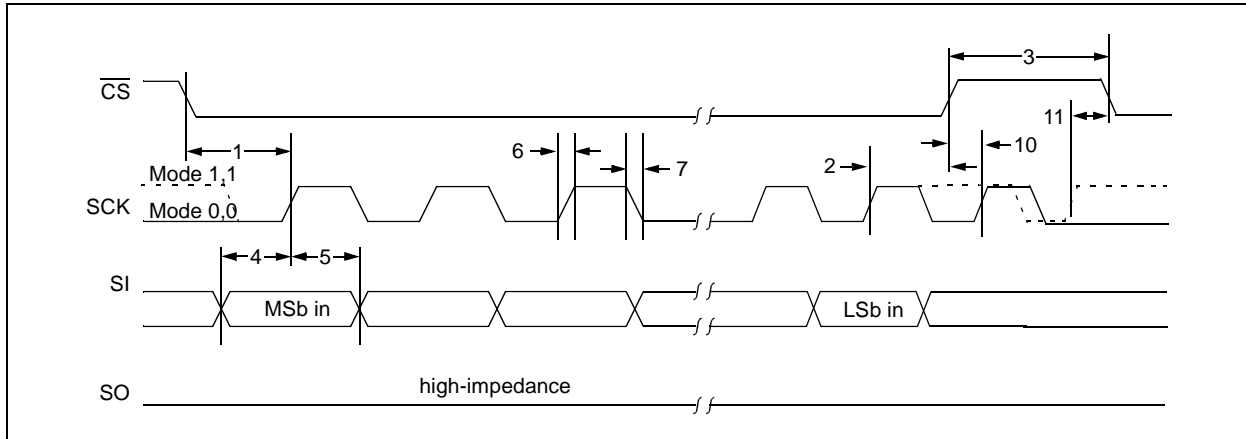 3
CS
11
1
6
7
2
10
Mode 1,1
SCK
Mode 0,0
4
5
SI
MSb in
LSb in
SO
high-impedance